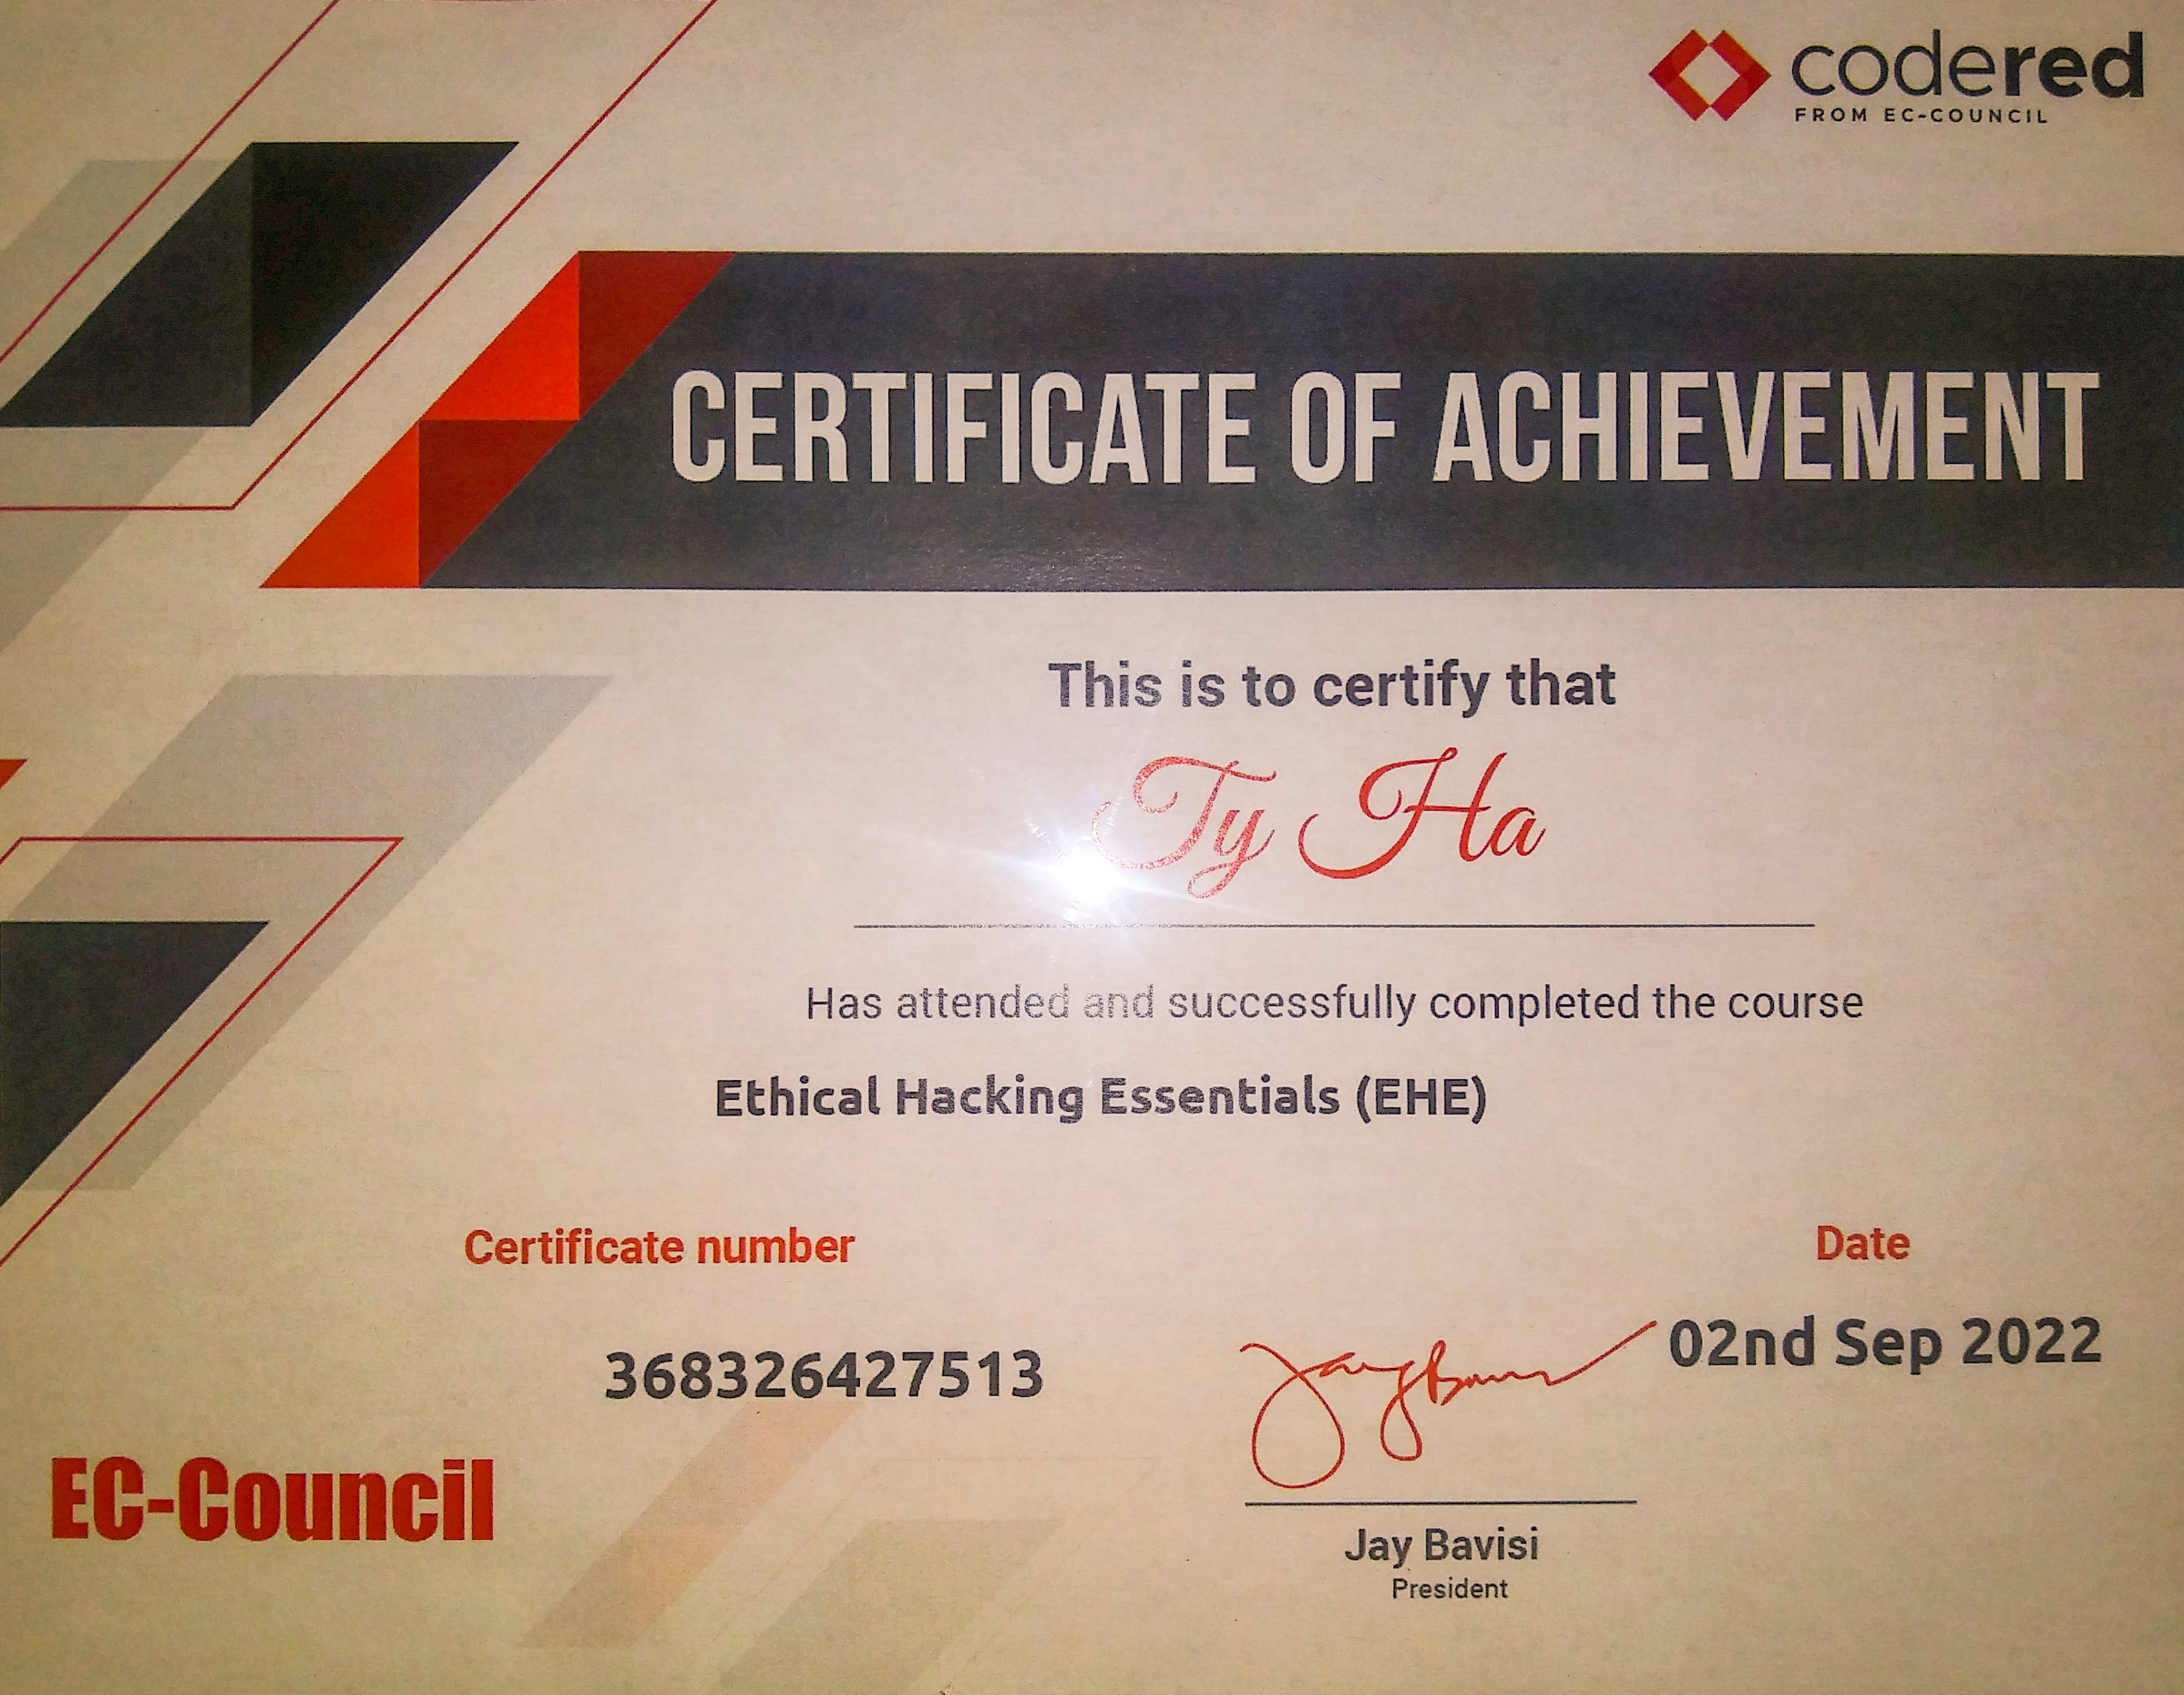 codered
FROM EC-COUNCIL
CERTIFICATE OF ACHIEVEMENT
This is to certify that
Ty Ha
Has attended and successfully completed the course
Ethical Hacking Essentials (EHE)
Certificate number
Date
368326427513
02nd Sep 2022
EC-Council
Jay Bavisi
President